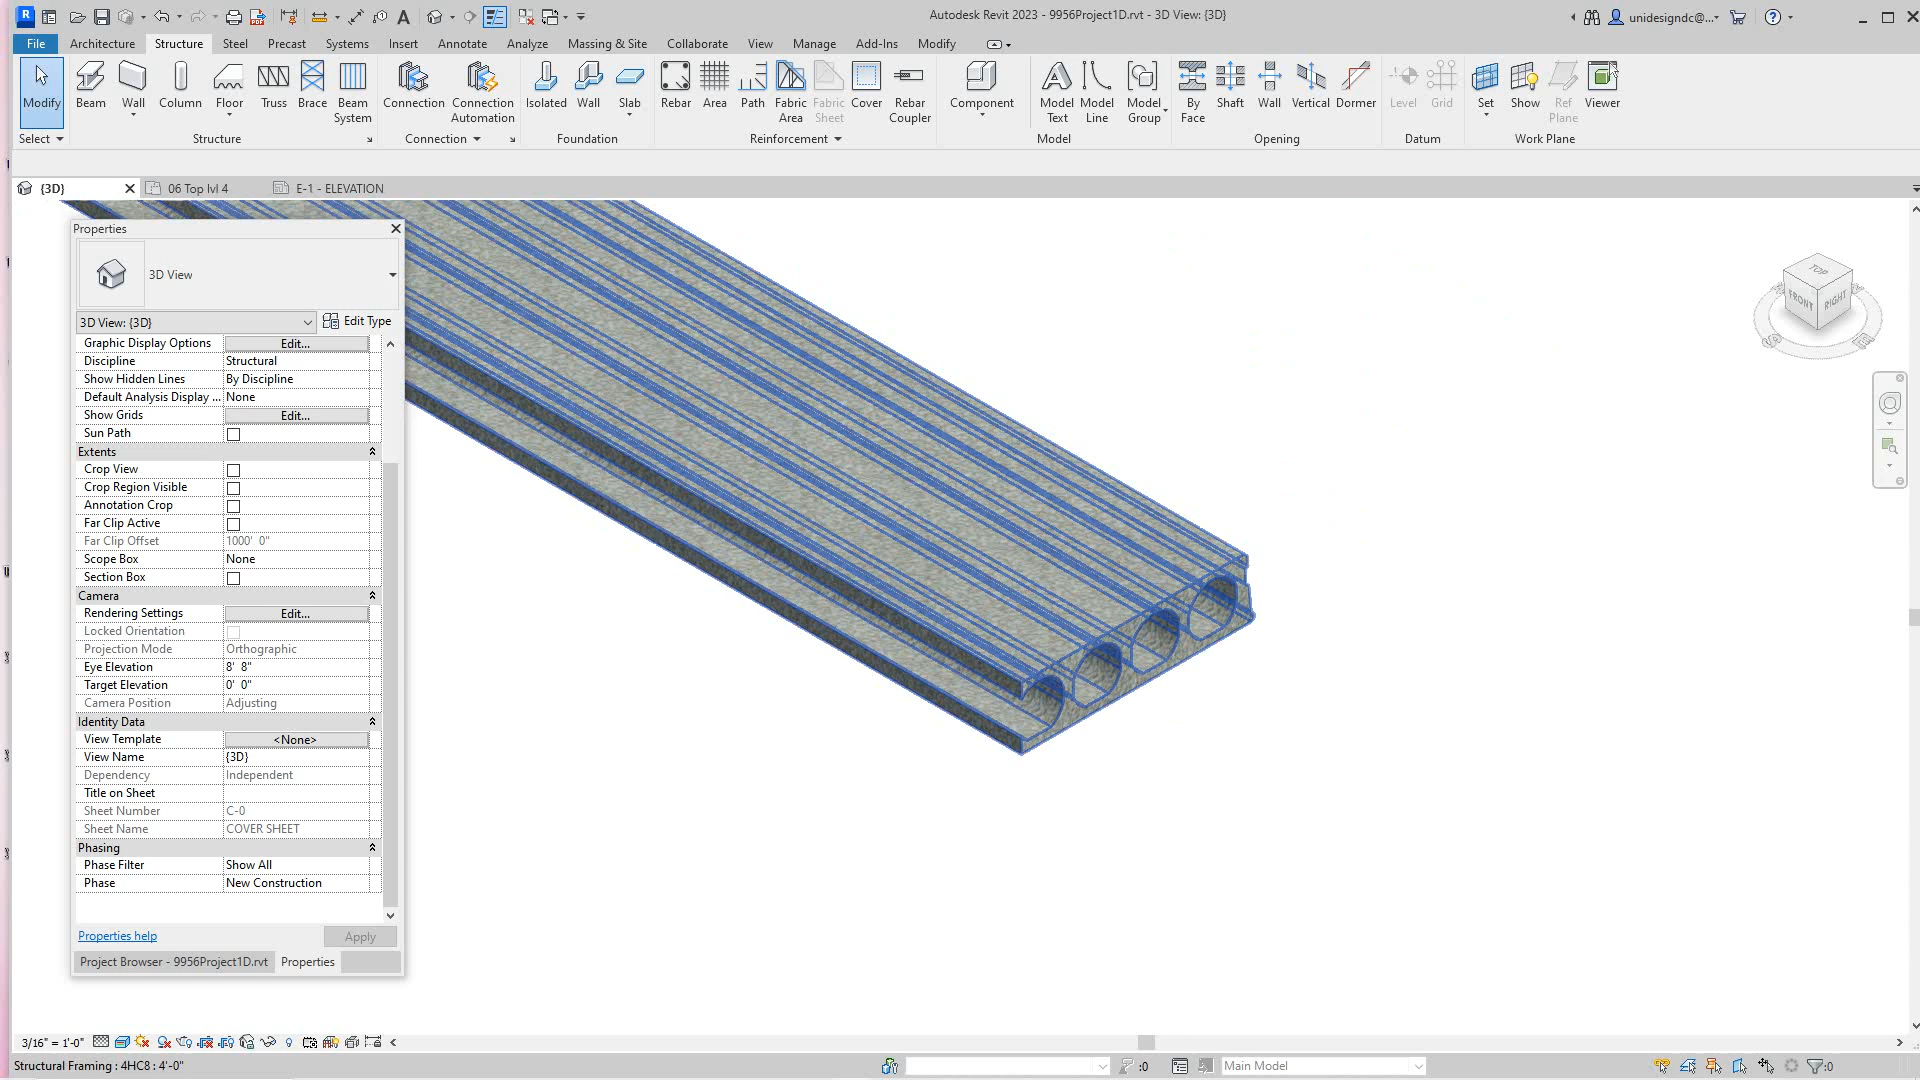 Autodesk Revit 2023 - 9956Project1D.rvt - 3D View: {3D}
unidesigndc@...
File Architecture Structure Steel Precast Systems Insert Annotate Analyze Massing & Site Collaborate View Manage Add-Ins Modify
Modify Beam Wall Column Floor Truss Brace Beam System Connection Connection Automation Isolated Wall Slab Rebar Area Path Fabric Area Fabric Sheet Cover Rebar Coupler Component Model Text Model Line Model Group By Face Shaft Wall Vertical Dormer Level Grid Set Show Ref Plane Viewer
Select Structure Connection Foundation Reinforcement Model Opening Datum Work Plane
{3D} 06 Top lvl 4 E-1 - ELEVATION
Properties
3D View
3D View: {3D} Edit Type
Graphic Display Options Edit...
Discipline Structural
Show Hidden Lines By Discipline
Default Analysis Display ... None
Show Grids Edit...
Sun Path
Extents
Crop View
Crop Region Visible
Annotation Crop
Far Clip Active
Far Clip Offset 1000' 0"
Scope Box None
Section Box
Camera
Rendering Settings Edit...
Locked Orientation
Projection Mode Orthographic
Eye Elevation 8' 8"
Target Elevation 0' 0"
Camera Position Adjusting
Identity Data
View Template <None>
View Name {3D}
Dependency Independent
Title on Sheet
Sheet Number C-0
Sheet Name COVER SHEET
Phasing
Phase Filter Show All
Phase New Construction
Properties help Apply
Project Browser - 9956Project1D.rvt Properties
TOP
FRONT RIGHT
3/16" = 1'-0"
Structural Framing : 4HC8 : 4'-0" :0 Main Model :0